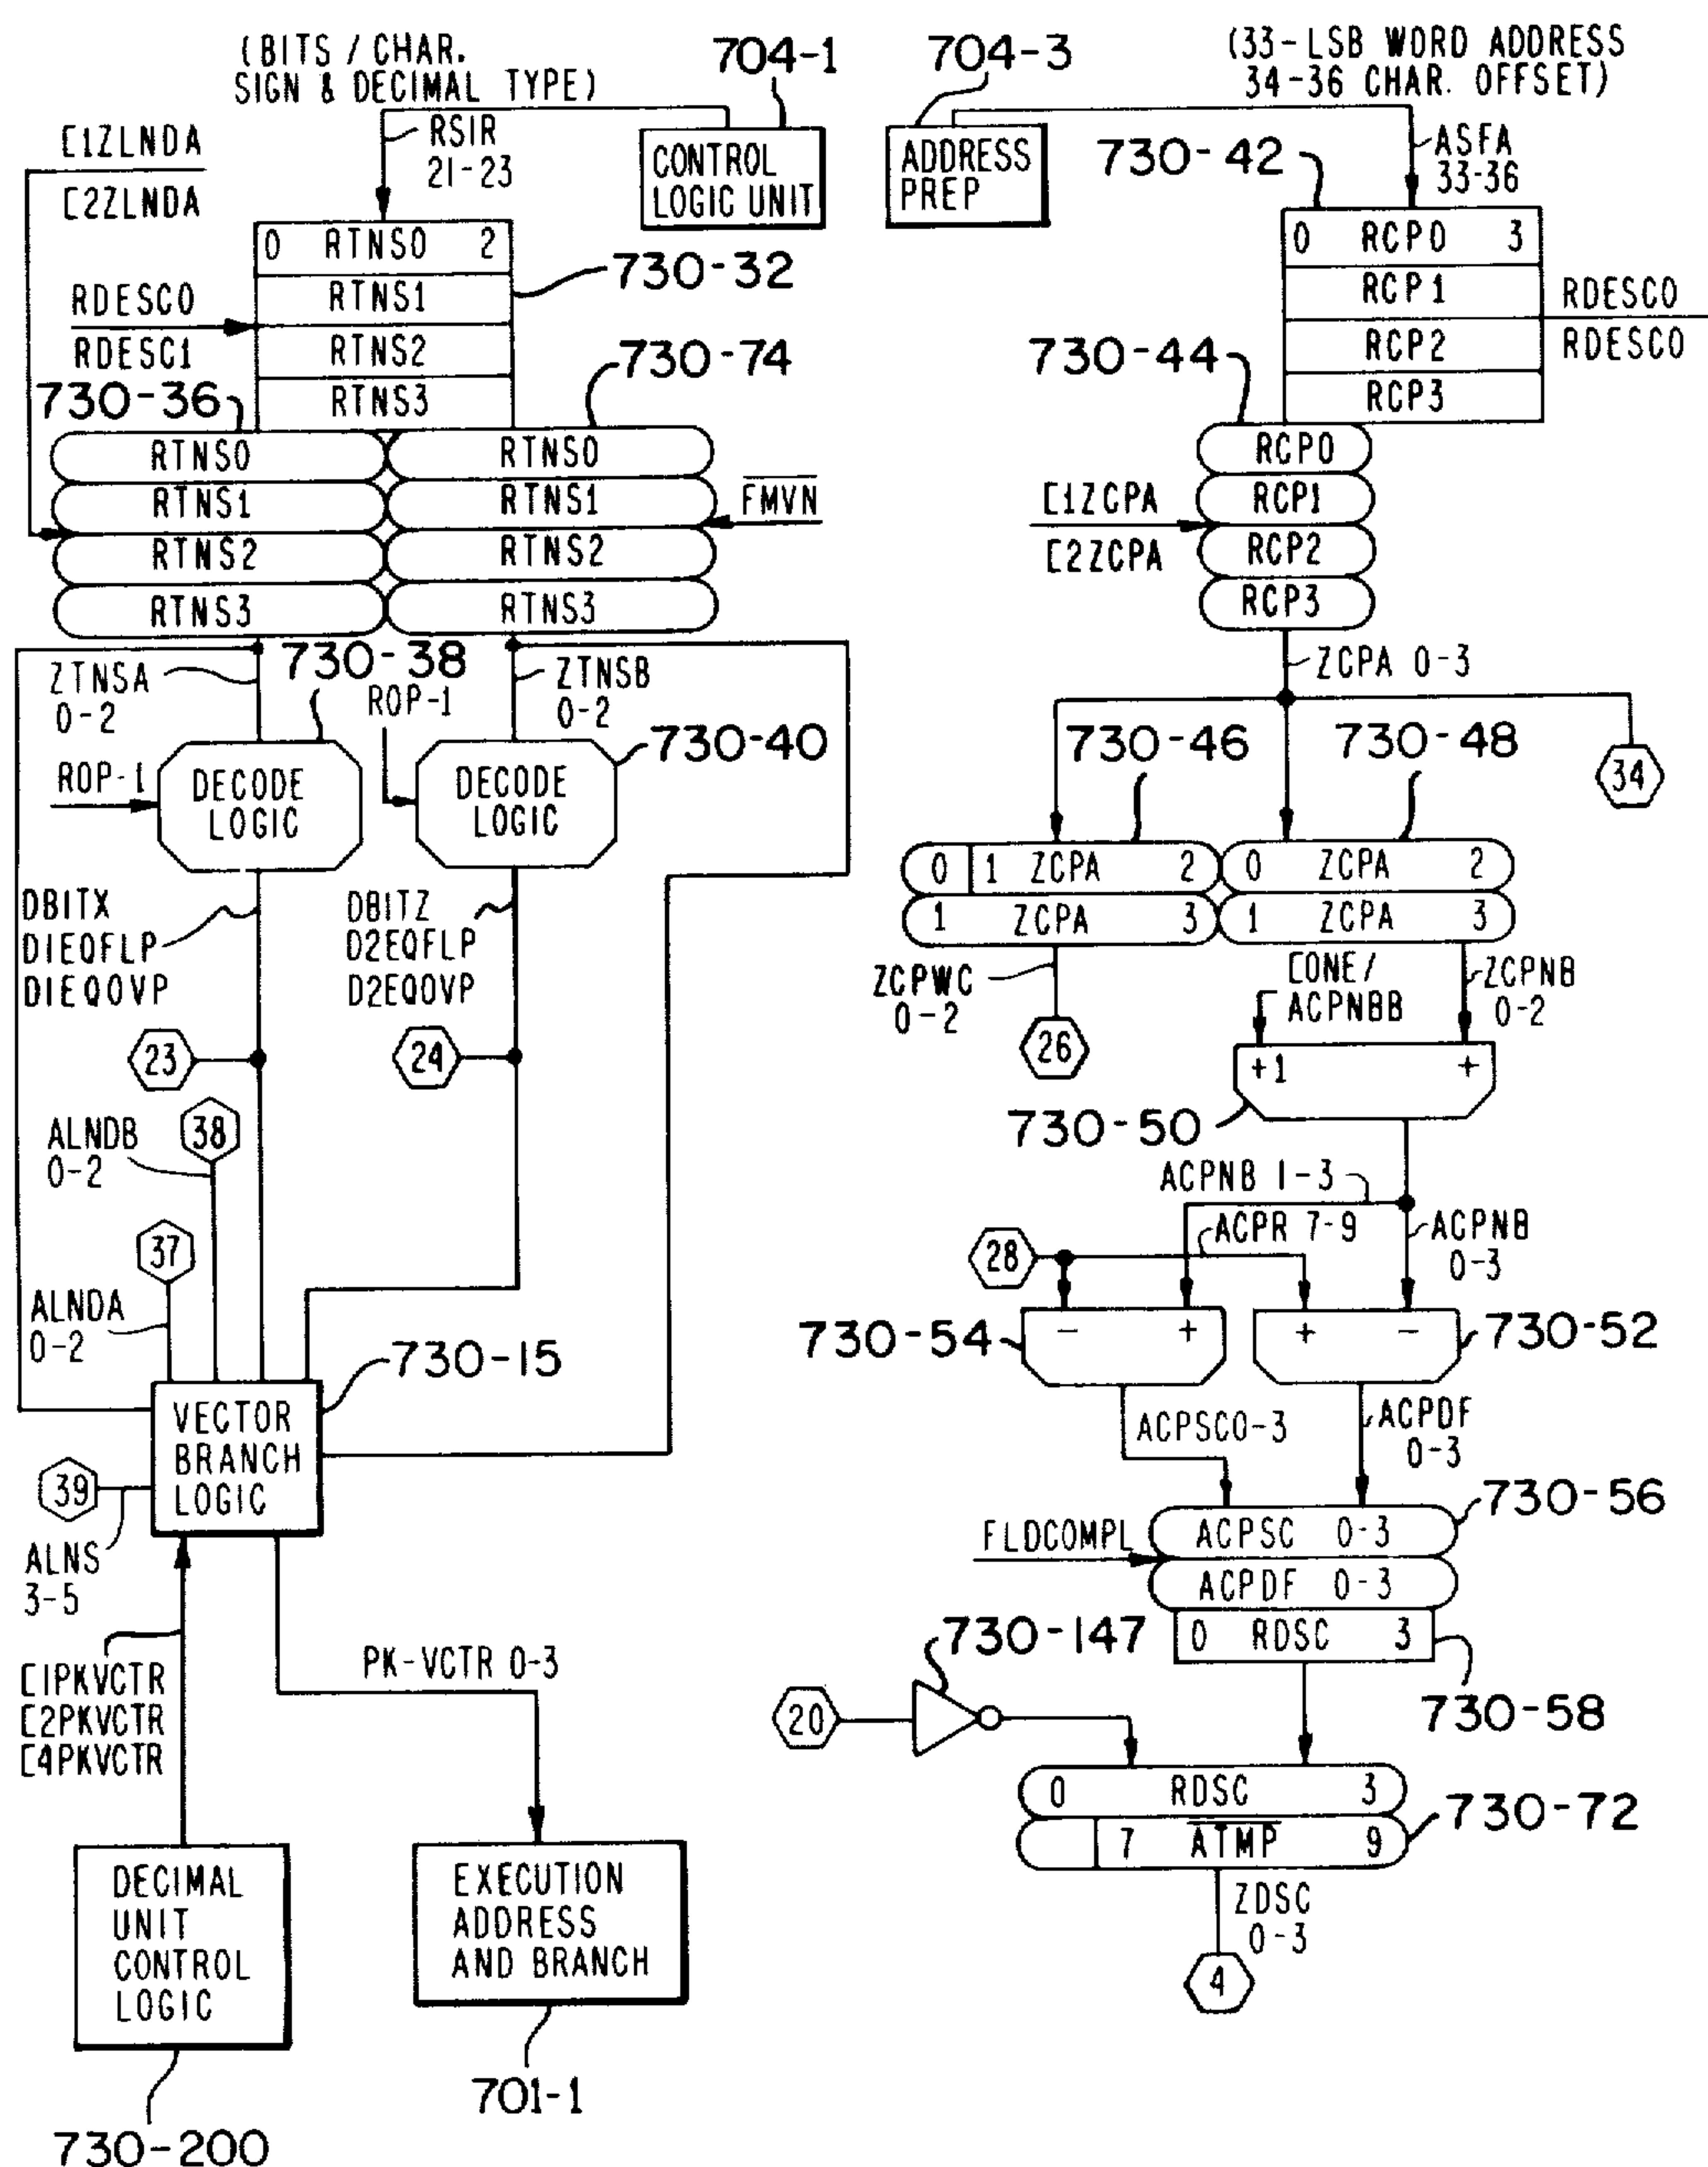 (BITS / CHAR.
SIGN & DECIMAL TYPE)
704-1
[1ZLNDA
[2ZLNDA
RSIR
21-23
CONTROL
LOGIC UNIT
0 RTNS0 2
730-32
RTNS1
RDESC0
RDESC1
RTNS2
730-74
RTNS3
730-36
RTNS0
RTNS0
RTNS1
RTNS1
FMVN
RTNS2
RTNS2
RTNS3
RTNS3
ZTNSA
0-2
730-38
ROP-1
ZTNSB
0-2
730-40
ROP-1
DECODE
LOGIC
DECODE
LOGIC
DBITX
D1EQFLP
D1EQOVP
DBITZ
D2EQFLP
D2EQOVP
23
24
ALNDB
0-2
38
37
ALNDA
0-2
730-15
VECTOR
BRANCH
LOGIC
39
ALNS
3-5
[1PKVCTR
[2PKVCTR
[4PKVCTR
PK-VCTR 0-3
DECIMAL
UNIT
CONTROL
LOGIC
EXECUTION
ADDRESS
AND BRANCH
701-1
730-200
704-3
(33-LSB WORD ADDRESS
34-36 CHAR. OFFSET)
ADDRESS
PREP
730-42
ASFA
33-36
0 RCP0 3
RCP1
RDESC0
RCP2
RDESC0
730-44
RCP3
RCP0
[1ZCPA
RCP1
[2ZCPA
RCP2
RCP3
ZCPA 0-3
730-46
730-48
34
0 1 ZCPA 2
0 ZCPA 2
1 ZCPA 3
1 ZCPA 3
ZCPWC
0-2
[ONE/
ACPNBB
ZCPNB
0-2
26
+1 +
730-50
ACPNB 1-3
ACPR 7-9
ACPNB
0-3
28
730-54
- +
+ -
730-52
ACPSC0-3
ACPDF
0-3
730-56
FLDCOMPL
ACPSC 0-3
ACPDF 0-3
730-147
0 RDSC 3
730-58
20
0 RDSC 3
730-72
7 ATMP 9
ZDSC
0-3
4